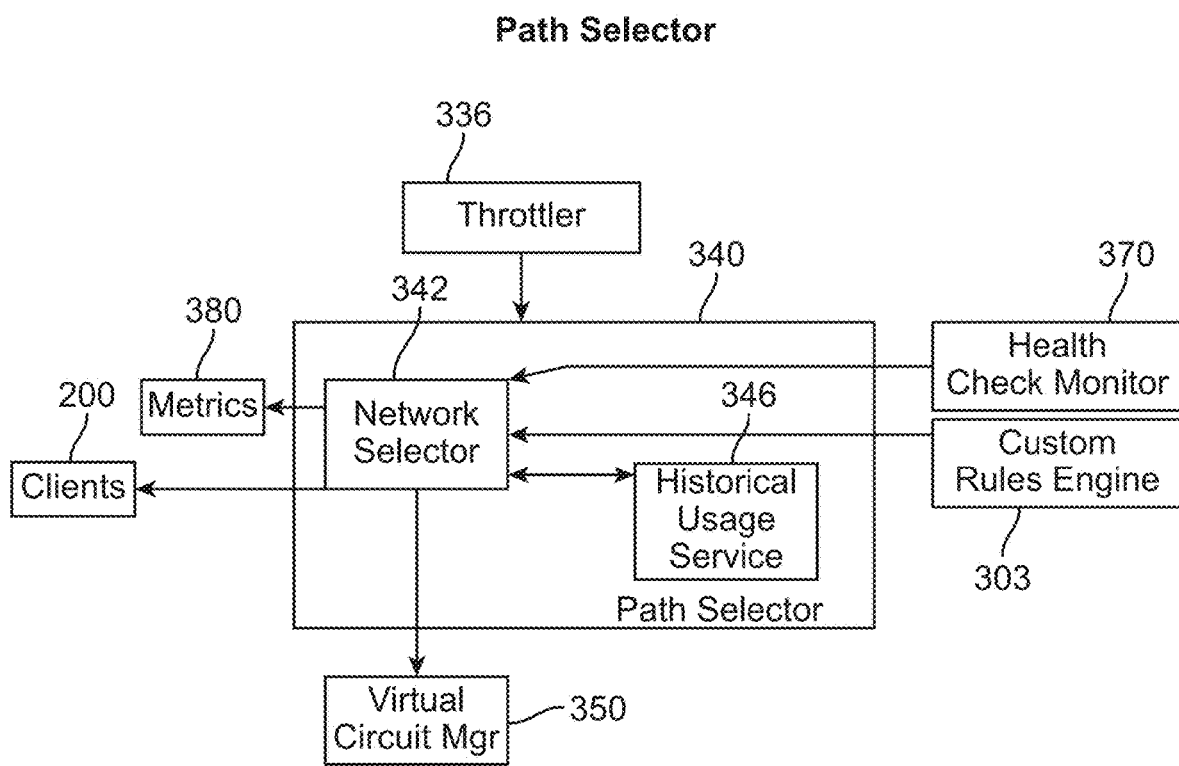 Path Selector
336
Throttler
340
370
342
380
Health
Check Monitor
200
Metrics
Network
Selector
346
Custom
Rules Engine
Clients
Historical
Usage
Service
303
Path Selector
Virtual
Circuit Mgr
350